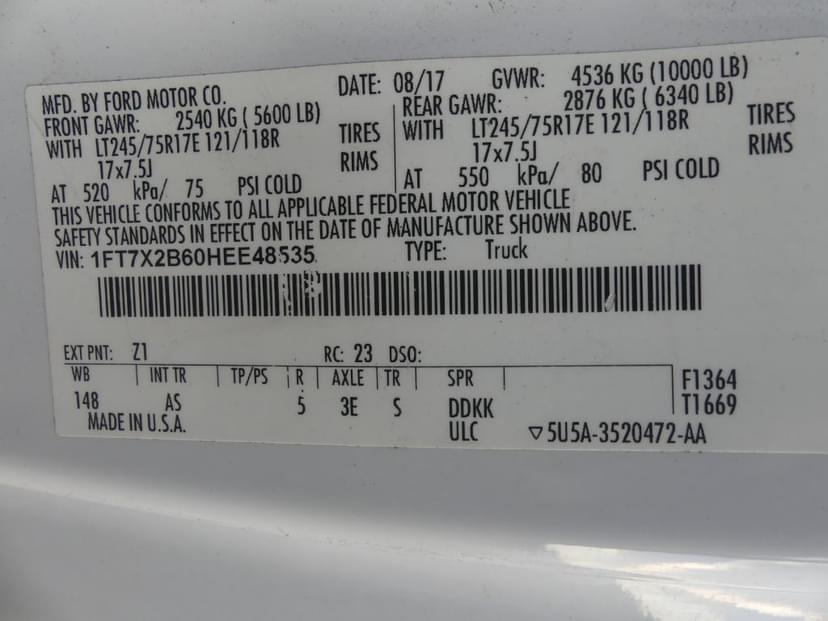 MFD. BY FORD MOTOR CO. DATE: 08/17 GVWR: 4536 KG (10000 LB)
FRONT GAWR: 2540 KG ( 5600 LB) REAR GAWR: 2876 KG ( 6340 LB)
WITH LT245/75R17E 121/118R TIRES WITH LT245/75R17E 121/118R TIRES
17x7.5J RIMS 17x7.5J RIMS
AT 520 kPa/ 75 PSI COLD AT 550 kPa/ 80 PSI COLD
THIS VEHICLE CONFORMS TO ALL APPLICABLE FEDERAL MOTOR VEHICLE
SAFETY STANDARDS IN EFFECT ON THE DATE OF MANUFACTURE SHOWN ABOVE.
VIN: 1FT7X2B60HEE48535 TYPE: Truck
EXT PNT: Z1 RC: 23 DSO:
WB INT TR TP/PS R AXLE TR SPR F1364
148 AS 5 3E S DDKK T1669
MADE IN U.S.A. ULC ▽5U5A-3520472-AA